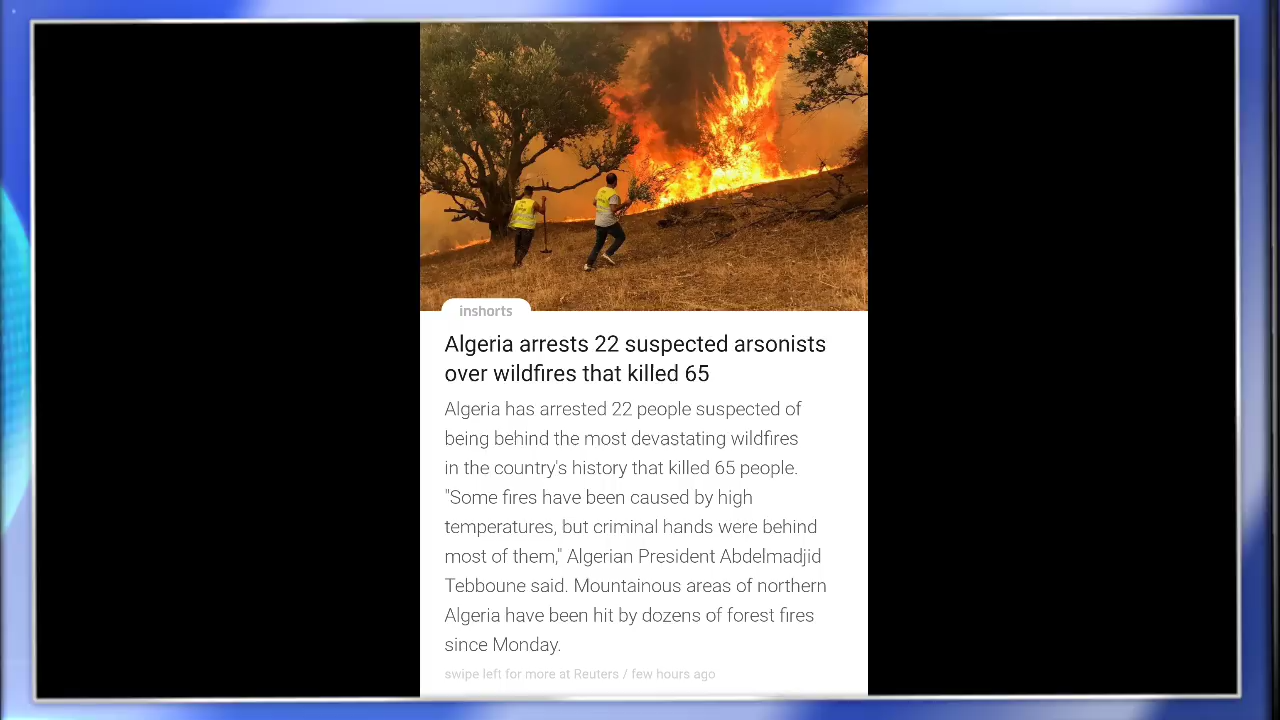 inshorts
Algeria arrests 22 suspected arsonists
over wildfires that killed 65
Algeria has arrested 22 people suspected of
being behind the most devastating wildfires
in the country's history that killed 65 people.
"Some fires have been caused by high
temperatures, but criminal hands were behind
most of them," Algerian President Abdelmadjid
Tebboune said. Mountainous areas of northern
Algeria have been hit by dozens of forest fires
since Monday.
swipe left for more at Reuters / few hours ago